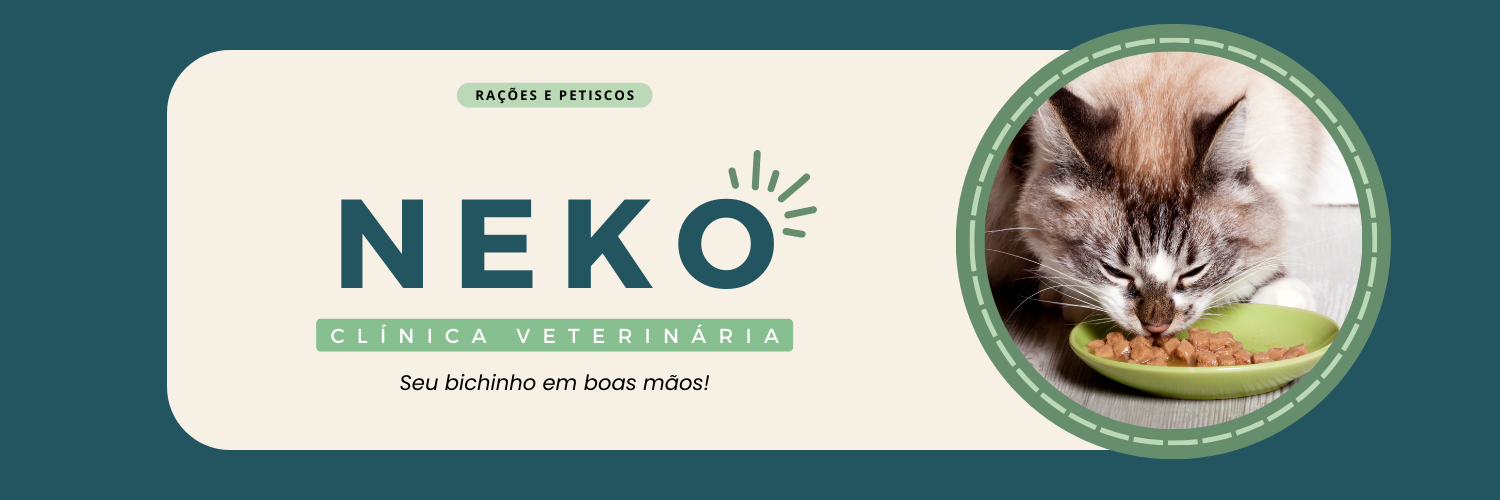 RAÇÕES E PETISCOS
NEKO
CLÍNICA VETERINÁRIA
Seu bichinho em boas mãos!